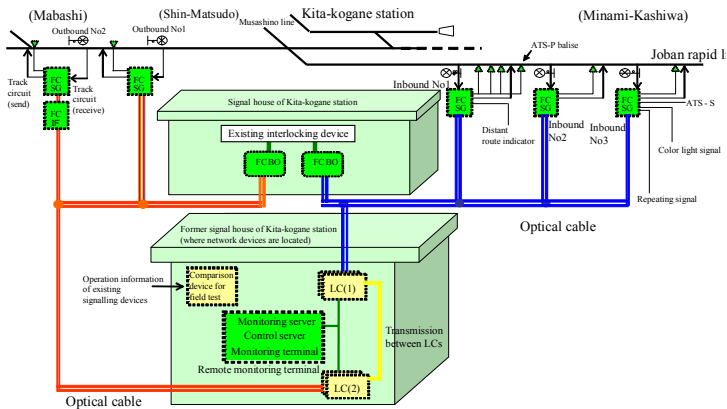 (Mabashi)
(Shin-Matsudo)
Musashino line
Kita-kogane station
(Minami-Kashiwa)
Outbound No2
Outbound No1
ATS-P balise
Joban rapid li
Track
circuit
(send)
FC
SG
Track
circuit
(receive)
FC
IF
FC
SG
Signal house of Kita-kogane station
Existing interlocking device
FCBO
FCBO
Inbound No1
FC
SG
Distant
route indicator
FC
SG
Inbound
No2
Inbound
No3
FC
SG
ATS - S
Color light signal
Repeating signal
Optical cable
Former signal house of Kita-kogane station
(where network devices are located)
Operation information
of existing
signalling devices
Comparison
device for
field test
LC(1)
Monitoring server
Control server
Monitoring terminal
Remote monitoring terminal
Transmission
between LCs
LC(2)
Optical cable